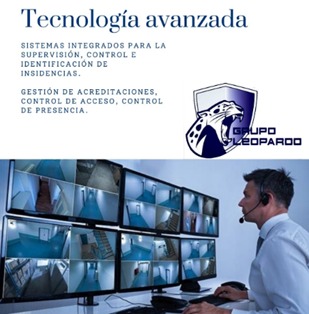 Tecnología avanzada
SISTEMAS INTEGRADOS PARA LA
SUPERVISIÓN, CONTROL E
IDENTIFICACIÓN DE
INSIDENCIAS.
GESTIÓN DE ACREDITACIONES,
CONTROL DE ACCESO, CONTROL
DE PRESENCIA.
GRUPO
LEOPARDO